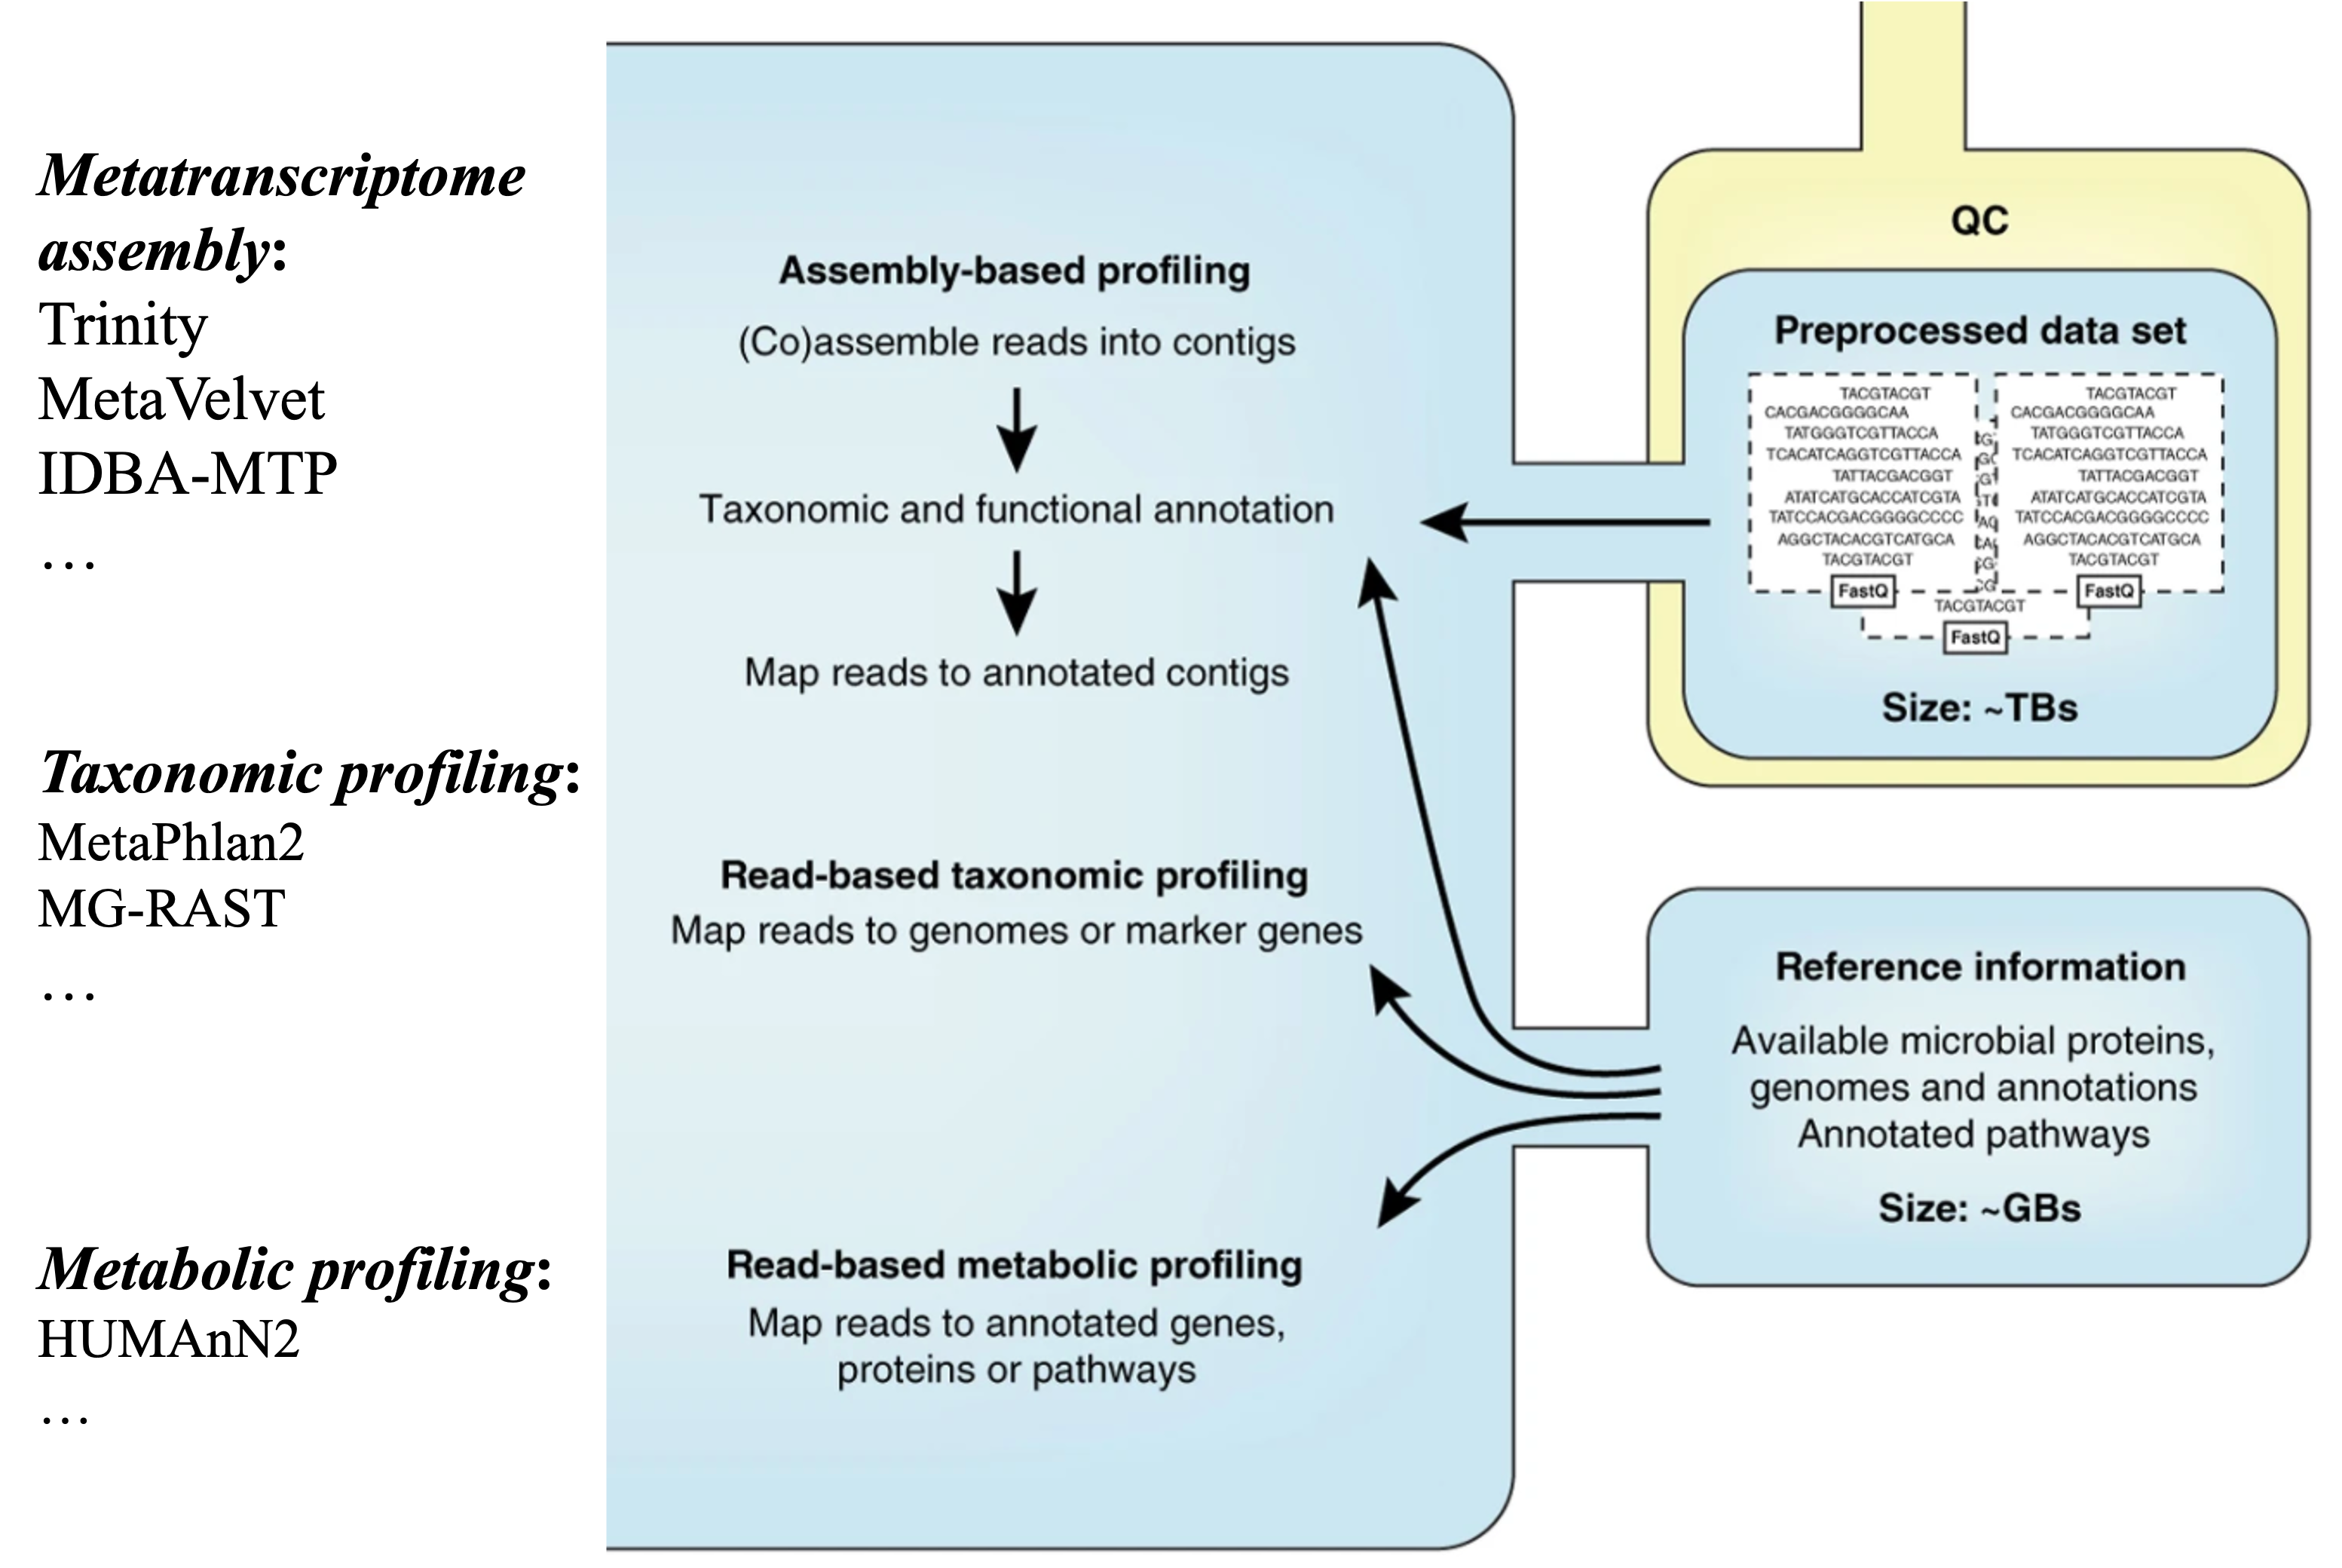 Metatranscriptome
assembly:
Trinity
MetaVelvet
IDBA-MTP
…
Taxonomic profiling:
MetaPhlan2
MG-RAST
…
Metabolic profiling:
HUMAnN2
…
Assembly-based profiling
(Co)assemble reads into contigs
Taxonomic and functional annotation
Map reads to annotated contigs
Read-based taxonomic profiling
Map reads to genomes or marker genes
Read-based metabolic profiling
Map reads to annotated genes,
proteins or pathways
QC
Preprocessed data set
TACGTACGT
CACGACGGGGCAA
TATGGGTCGTTACCA
TCACATCAGGTCGTTACCA
TATTACGACGGT
ATATCATGCACCATCGTA
TATCCACGACGGGGCCCC
AGGCTACACGTCATGCA
TACGTACGT
FastQ
TACGTACGT
CACGACGGGGCAA
TATGGGTCGTTACCA
TCACATCAGGTCGTTACCA
TATTACGACGGT
ATATCATGCACCATCGTA
TATCCACGACGGGGCCCC
AGGCTACACGTCATGCA
TACGTACGT
FastQ
TACGTACGT
FastQ
Size: ~TBs
Reference information
Available microbial proteins,
genomes and annotations
Annotated pathways
Size: ~GBs